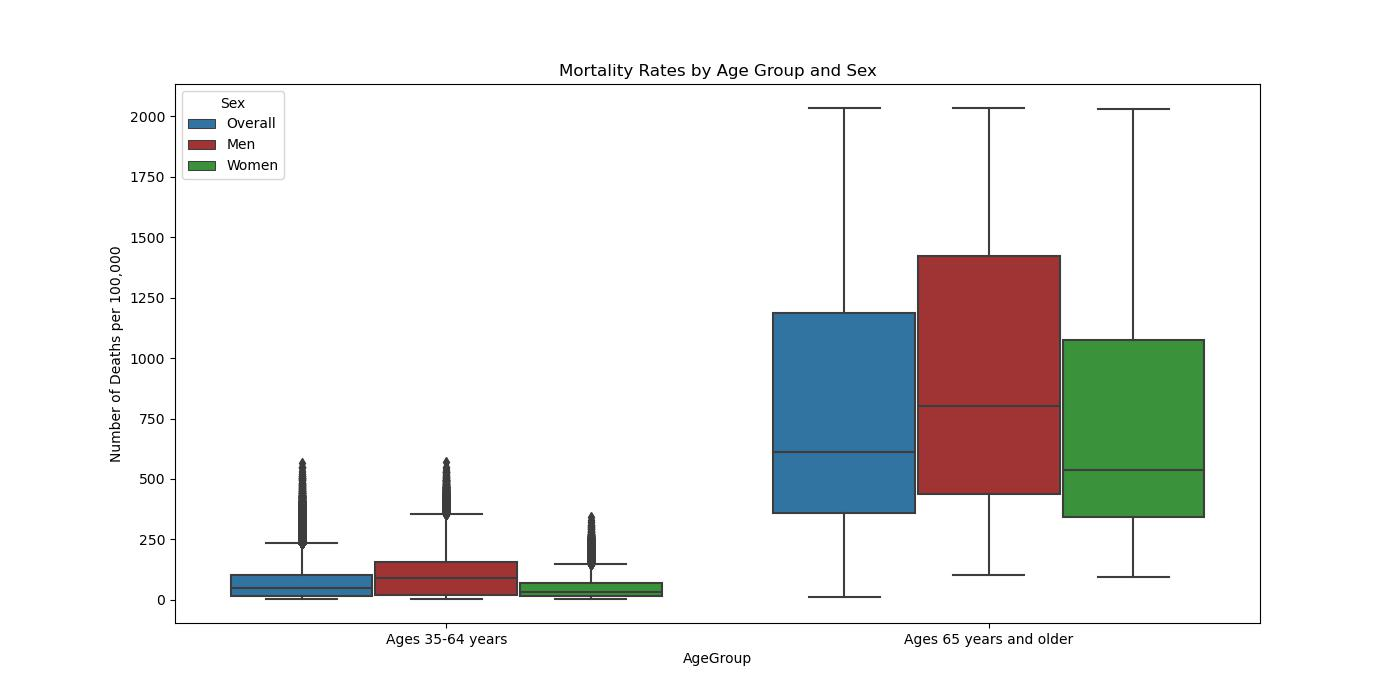 Mortality Rates by Age Group and Sex
Sex
Overall
Men
Women
2000
1750
1500
1250
1000
750
500
250
0
Number of Deaths per 100,000
Ages 35-64 years
Ages 65 years and older
AgeGroup